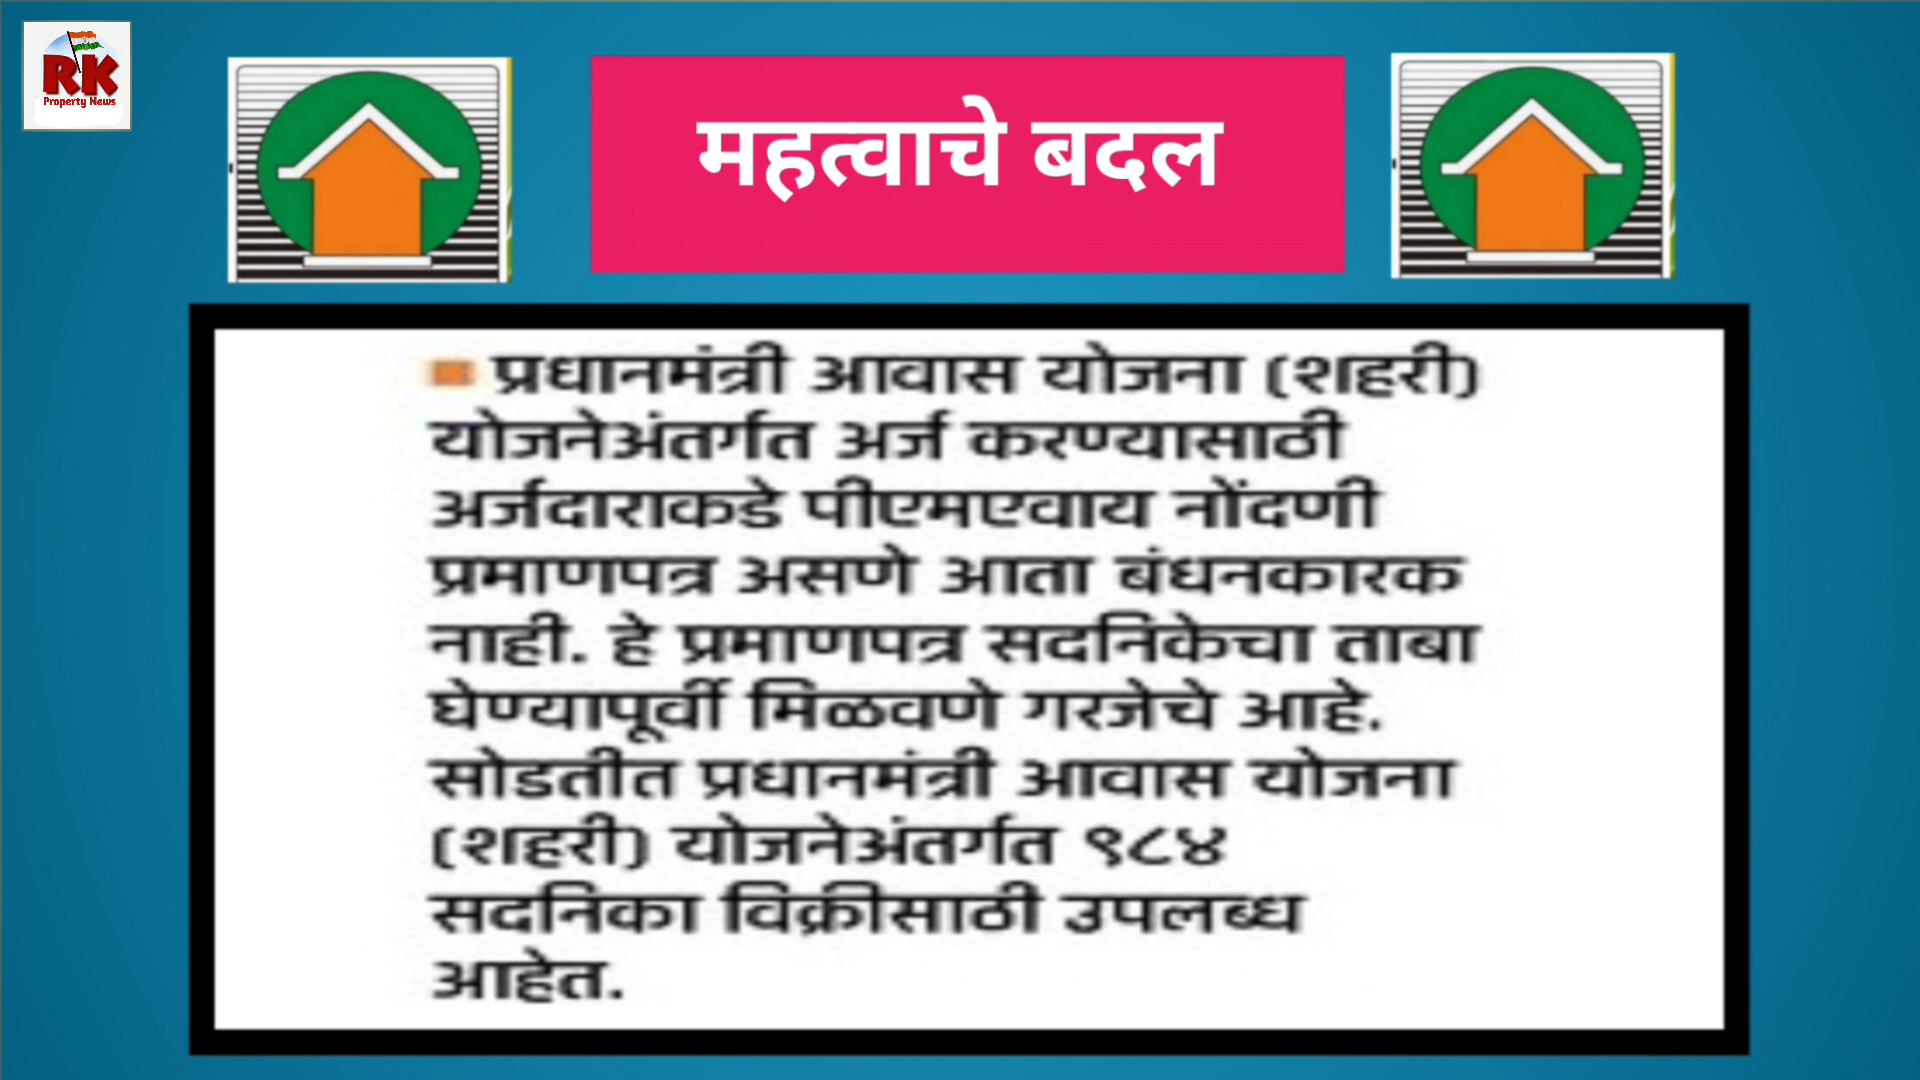 RK
Property News
महत्वाचे बदल
प्रधानमंत्री आवास योजना (शहरी)
योजनेअंतर्गत अर्ज करण्यासाठी
अर्जदाराकडे पीएमएवाय नोंदणी
प्रमाणपत्र असणे आता बंधनकारक
नाही. हे प्रमाणपत्र सदनिकेचा ताबा
घेण्यापूर्वी मिळवणे गरजेचे आहे.
सोडतीत प्रधानमंत्री आवास योजना
(शहरी) योजनेअंतर्गत ९८४
सदनिका विक्रीसाठी उपलब्ध
आहेत.